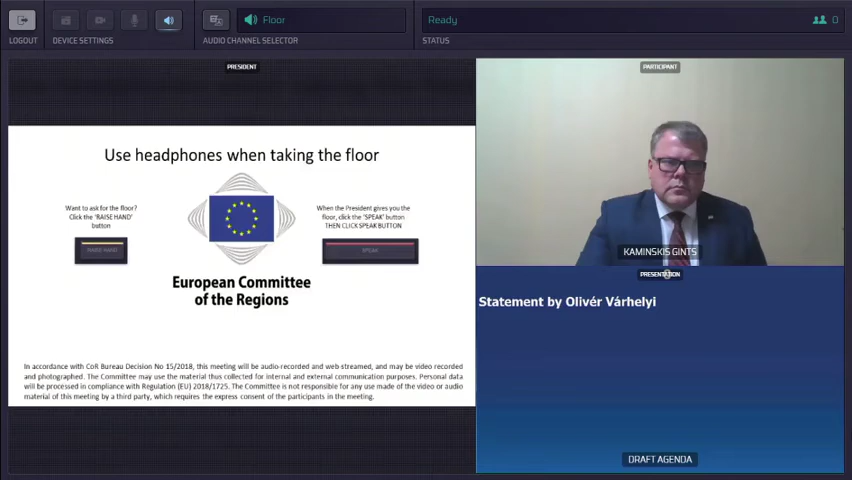 Floor
Ready
0
LOGOUT
DEVICE SETTINGS
AUDIO CHANNEL SELECTOR
STATUS
PRESIDENT
Use headphones when taking the floor
Want to ask for the floor?
Click the 'RAISE HAND'
button
RAISE HAND
When the President gives you the
floor, click the 'SPEAK' button
THEN CLICK SPEAK BUTTON
SPEAK
European Committee
of the Regions
In accordance with CoR Bureau Decision No 15/2018, this meeting will be audio-recorded and web streamed, and may be video recorded
and photographed. The Committee may use the material thus collected for internal and external communication purposes. Personal data
will be processed in compliance with Regulation (EU) 2018/1725. The Committee is not responsible for any use made of the video or audio
material of this meeting by a third party, which requires the express consent of the participants in the meeting.
PARTICIPANT
KAMINSKIS GINTS
PRESENTATION
Statement by Olivér Várhelyi
DRAFT AGENDA